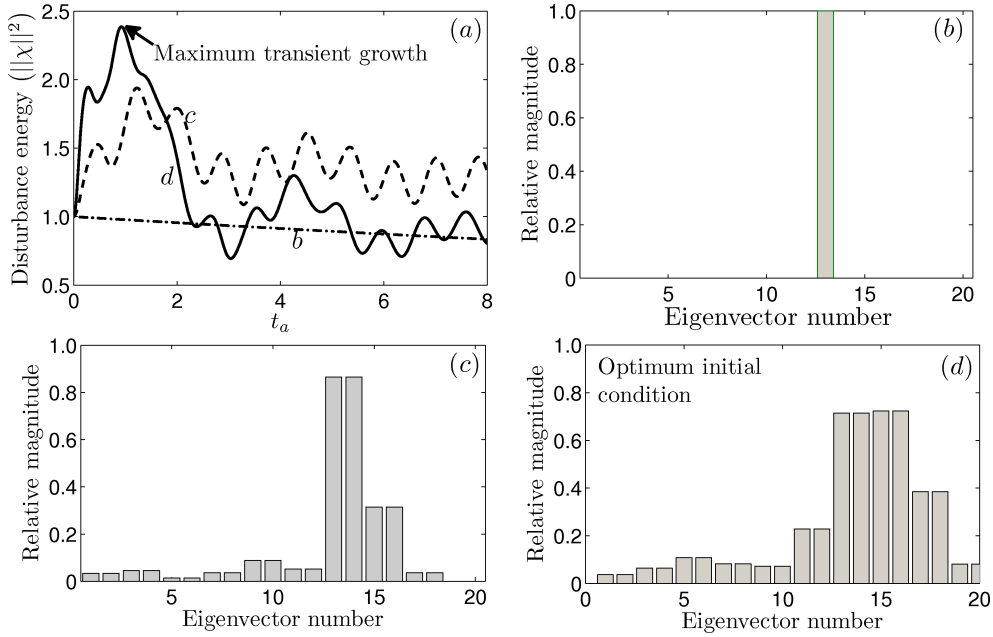 2.5
(a)
Maximum transient growth
2.0
c
1.5
d
1.0
b
0.5
0
2
4
6
8
t_a
Disturbance energy (||χ||²)
1.0
(b)
0.8
0.6
0.4
0.2
0
5
10
15
20
Eigenvector number
Relative magnitude
1.0
(c)
0.8
0.6
0.4
0.2
0
5
10
15
20
Eigenvector number
Relative magnitude
1.0
Optimum initial
condition
(d)
0.8
0.6
0.4
0.2
0
0
5
10
15
20
Eigenvector number
Relative magnitude